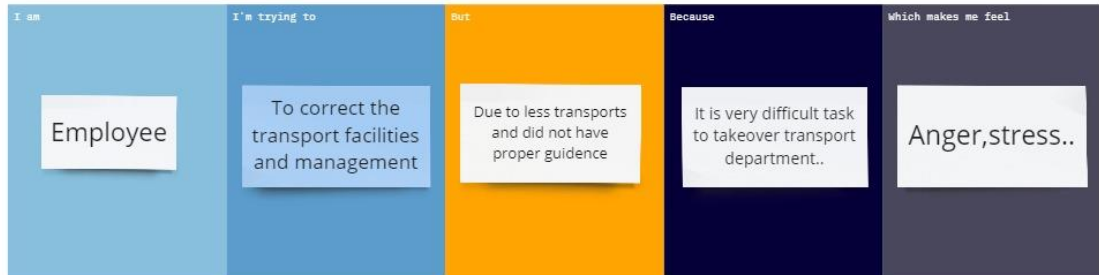 I am
Employee
I'm trying to
To correct the
transport facilities
and management
But
Due to less transports
and did not have
proper guidence
Because
It is very difficult task
to takeover transport
department..
Which makes me feel
Anger,stress..